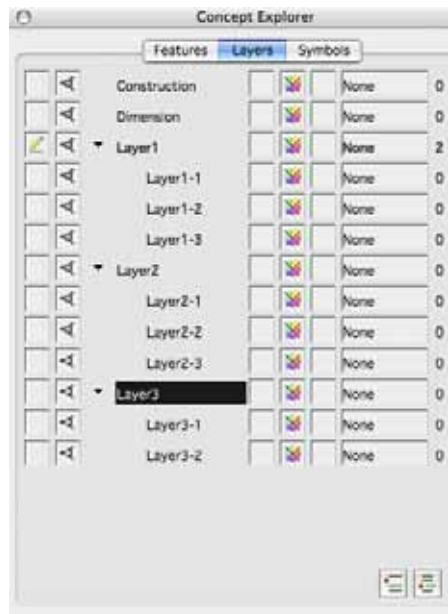 Concept Explorer
Features Layers Symbols
Construction None 0
Dimension None 0
Layer1 None 2
Layer1-1 None 0
Layer1-2 None 0
Layer1-3 None 0
Layer2 None 0
Layer2-1 None 0
Layer2-2 None 0
Layer2-3 None 0
Layer3 None 0
Layer3-1 None 0
Layer3-2 None 0